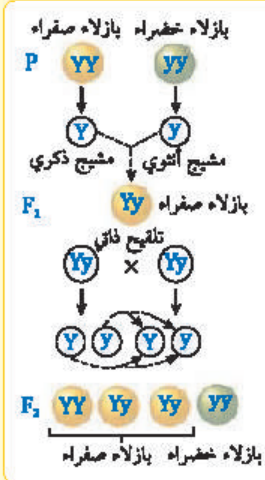 بازلاء صفراء بازلاء خضراء
P YY yy
Y y
مشيج ذكري مشيج أنثوي
F₁ Yy بازلاء صفراء
تلقيح ذاتي
Yy × Yy
Y y Y y
F₂ YY Yy Yy yy
بازلاء صفراء بازلاء خضراء